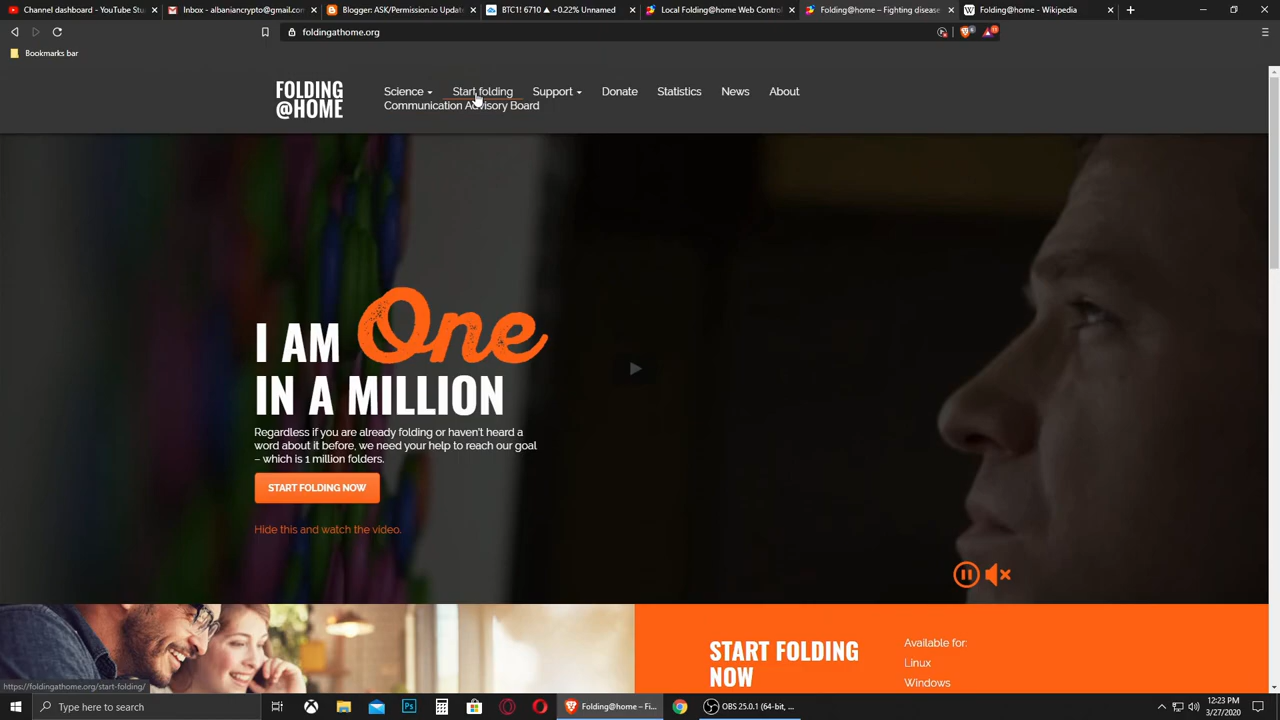 Channel dashboard - YouTube Stu
Inbox - albaniancrypto@gmail.com
Blogger: ASK/Permission.io Updat
BTC1! 6710 ▲ +0.22% Unnamed
Local Folding@home Web Control
Folding@home – Fighting disease
Folding@home - Wikipedia
foldingathome.org
Bookmarks bar
FOLDING
@HOME
Science
Start folding
Support
Donate
Statistics
News
About
Communication Advisory Board
I AM One
IN A MILLION
Regardless if you are already folding or haven't heard a
word about it before, we need your help to reach our goal
– which is 1 million folders.
START FOLDING NOW
Hide this and watch the video.
START FOLDING
NOW
Available for:
Linux
Windows
https://foldingathome.org/start-folding/
Type here to search
Folding@home – Fi...
OBS 25.0.1 (64-bit, ...
12:23 PM
3/27/2020